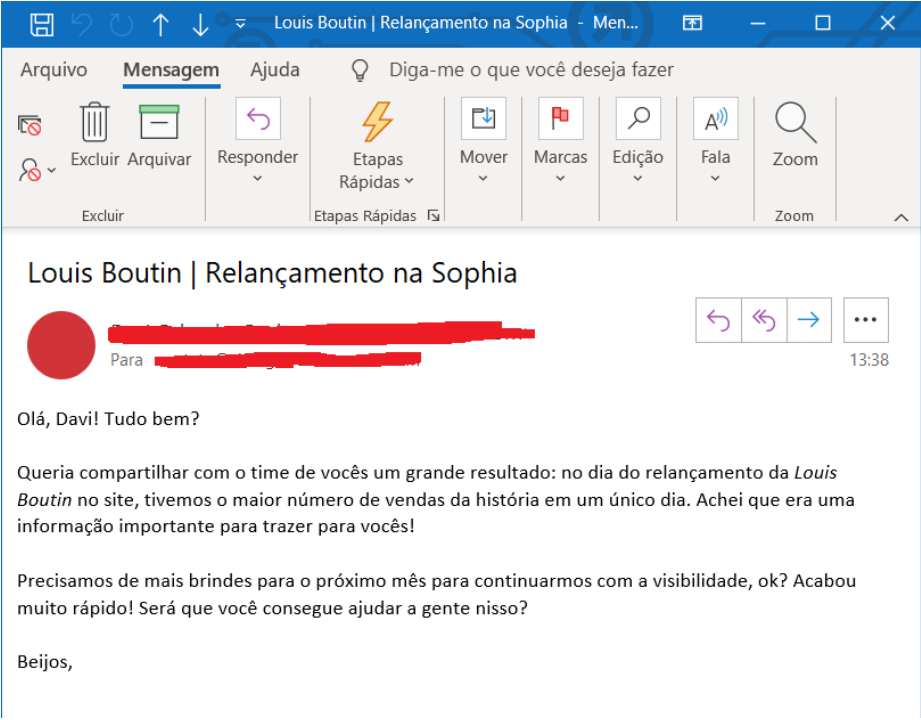 Louis Boutin | Relançamento na Sophia - Men...
Arquivo Mensagem Ajuda Diga-me o que você deseja fazer
Excluir Arquivar Responder Etapas Rápidas Mover Marcas Edição Fala Zoom
Excluir Etapas Rápidas Zoom
Louis Boutin | Relançamento na Sophia
Para
13:38
Olá, Davi! Tudo bem?
Queria compartilhar com o time de vocês um grande resultado: no dia do relançamento da Louis
Boutin no site, tivemos o maior número de vendas da história em um único dia. Achei que era uma
informação importante para trazer para vocês!
Precisamos de mais brindes para o próximo mês para continuarmos com a visibilidade, ok? Acabou
muito rápido! Será que você consegue ajudar a gente nisso?
Beijos,